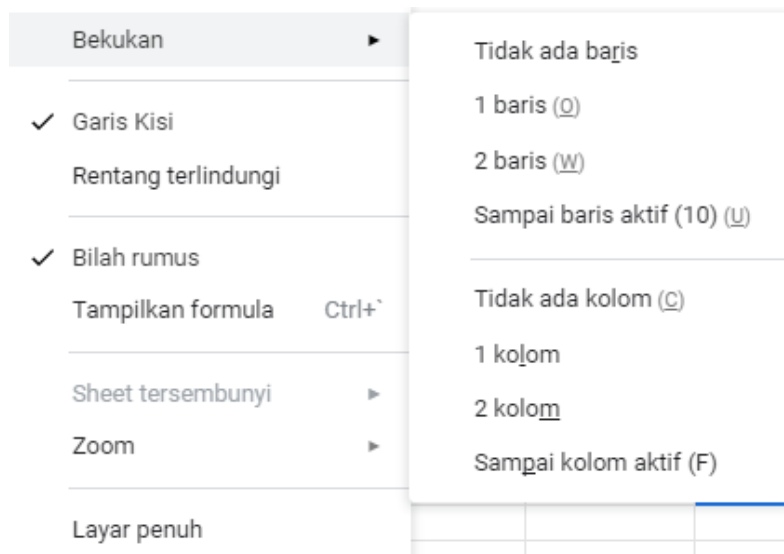 Bekukan
Garis Kisi
Rentang terlindungi
Bilah rumus
Tampilkan formula Ctrl+`
Sheet tersembunyi
Zoom
Layar penuh
Tidak ada baris
1 baris (O)
2 baris (W)
Sampai baris aktif (10) (U)
Tidak ada kolom (C)
1 kolom
2 kolom
Sampai kolom aktif (F)